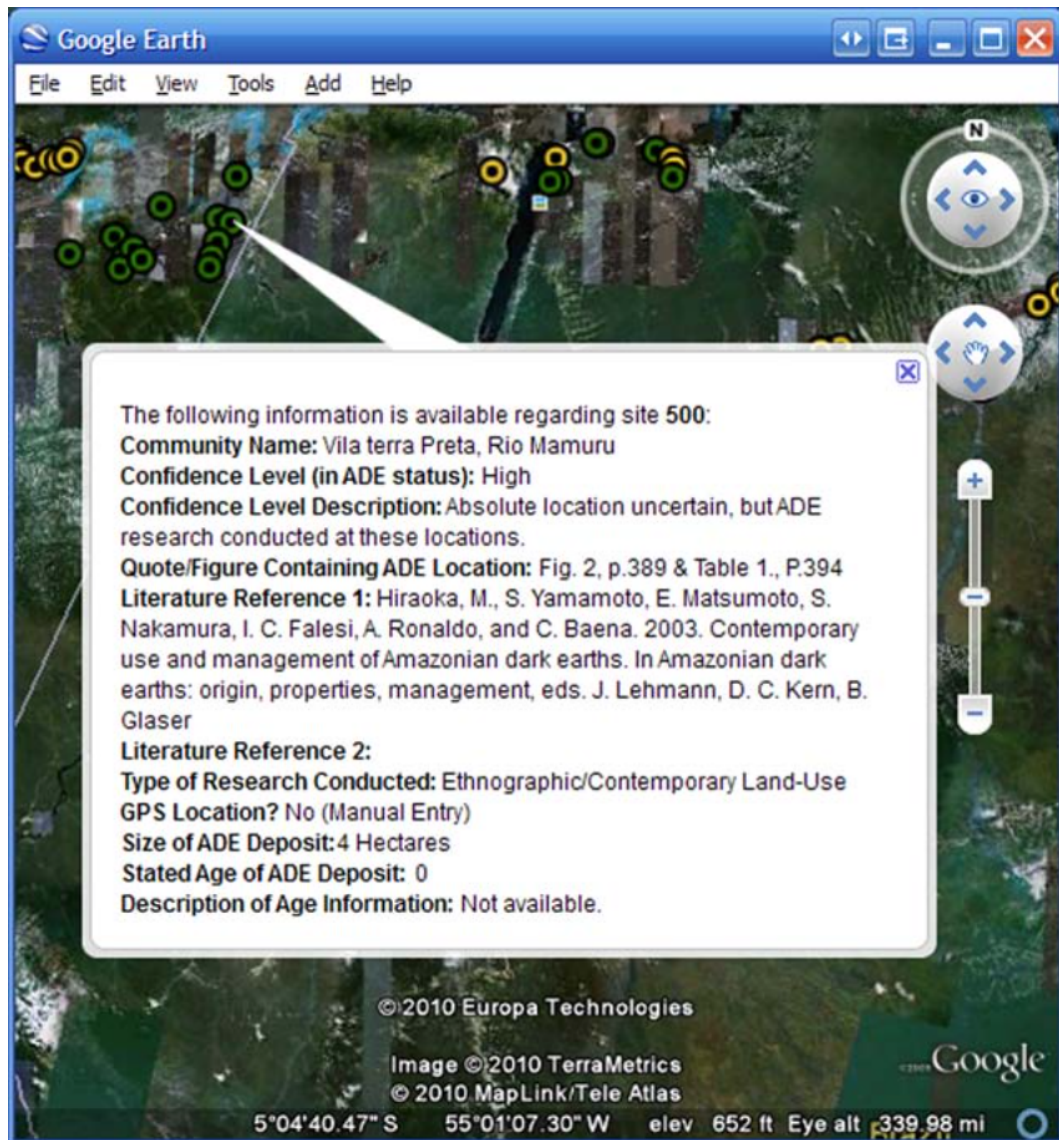 Google Earth
File Edit View Tools Add Help
N
The following information is available regarding site 500:
Community Name: Vila terra Preta, Rio Mamuru
Confidence Level (in ADE status): High
Confidence Level Description: Absolute location uncertain, but ADE
research conducted at these locations.
Quote/Figure Containing ADE Location: Fig. 2, p.389 & Table 1., P.394
Literature Reference 1: Hiraoka, M., S. Yamamoto, E. Matsumoto, S.
Nakamura, I. C. Falesi, A. Ronaldo, and C. Baena. 2003. Contemporary
use and management of Amazonian dark earths. In Amazonian dark
earths: origin, properties, management, eds. J. Lehmann, D. C. Kern, B.
Glaser
Literature Reference 2:
Type of Research Conducted: Ethnographic/Contemporary Land-Use
GPS Location? No (Manual Entry)
Size of ADE Deposit: 4 Hectares
Stated Age of ADE Deposit: 0
Description of Age Information: Not available.
© 2010 Europa Technologies
Image © 2010 TerraMetrics
© 2010 MapLink/Tele Atlas
Google
5°04'40.47" S 55°01'07.30" W elev 652 ft Eye alt 339.98 mi